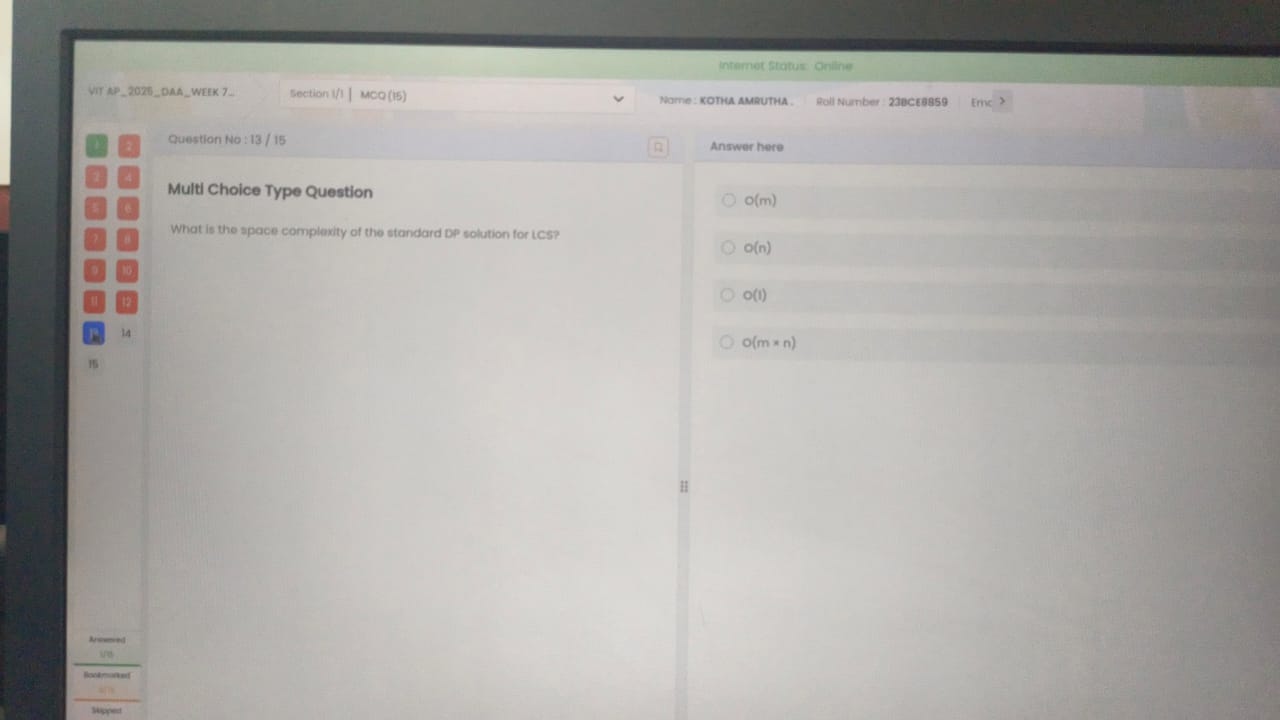 Internet Status: Online
VIT AP_2025_DAA_WEEK 7...
Section 1/1 | MCQ (15)
Name : KOTHA AMRUTHA .
Roll Number : 23BCE8859
Ema
Question No : 13 / 15
Answer here
1 2
3 4
5 6
7 8
9 10
11 12
13 14
15
Multi Choice Type Question
What is the space complexity of the standard DP solution for LCS?
O(m)
O(n)
O(1)
O(m × n)
Answered
1/15
Bookmarked
Skipped